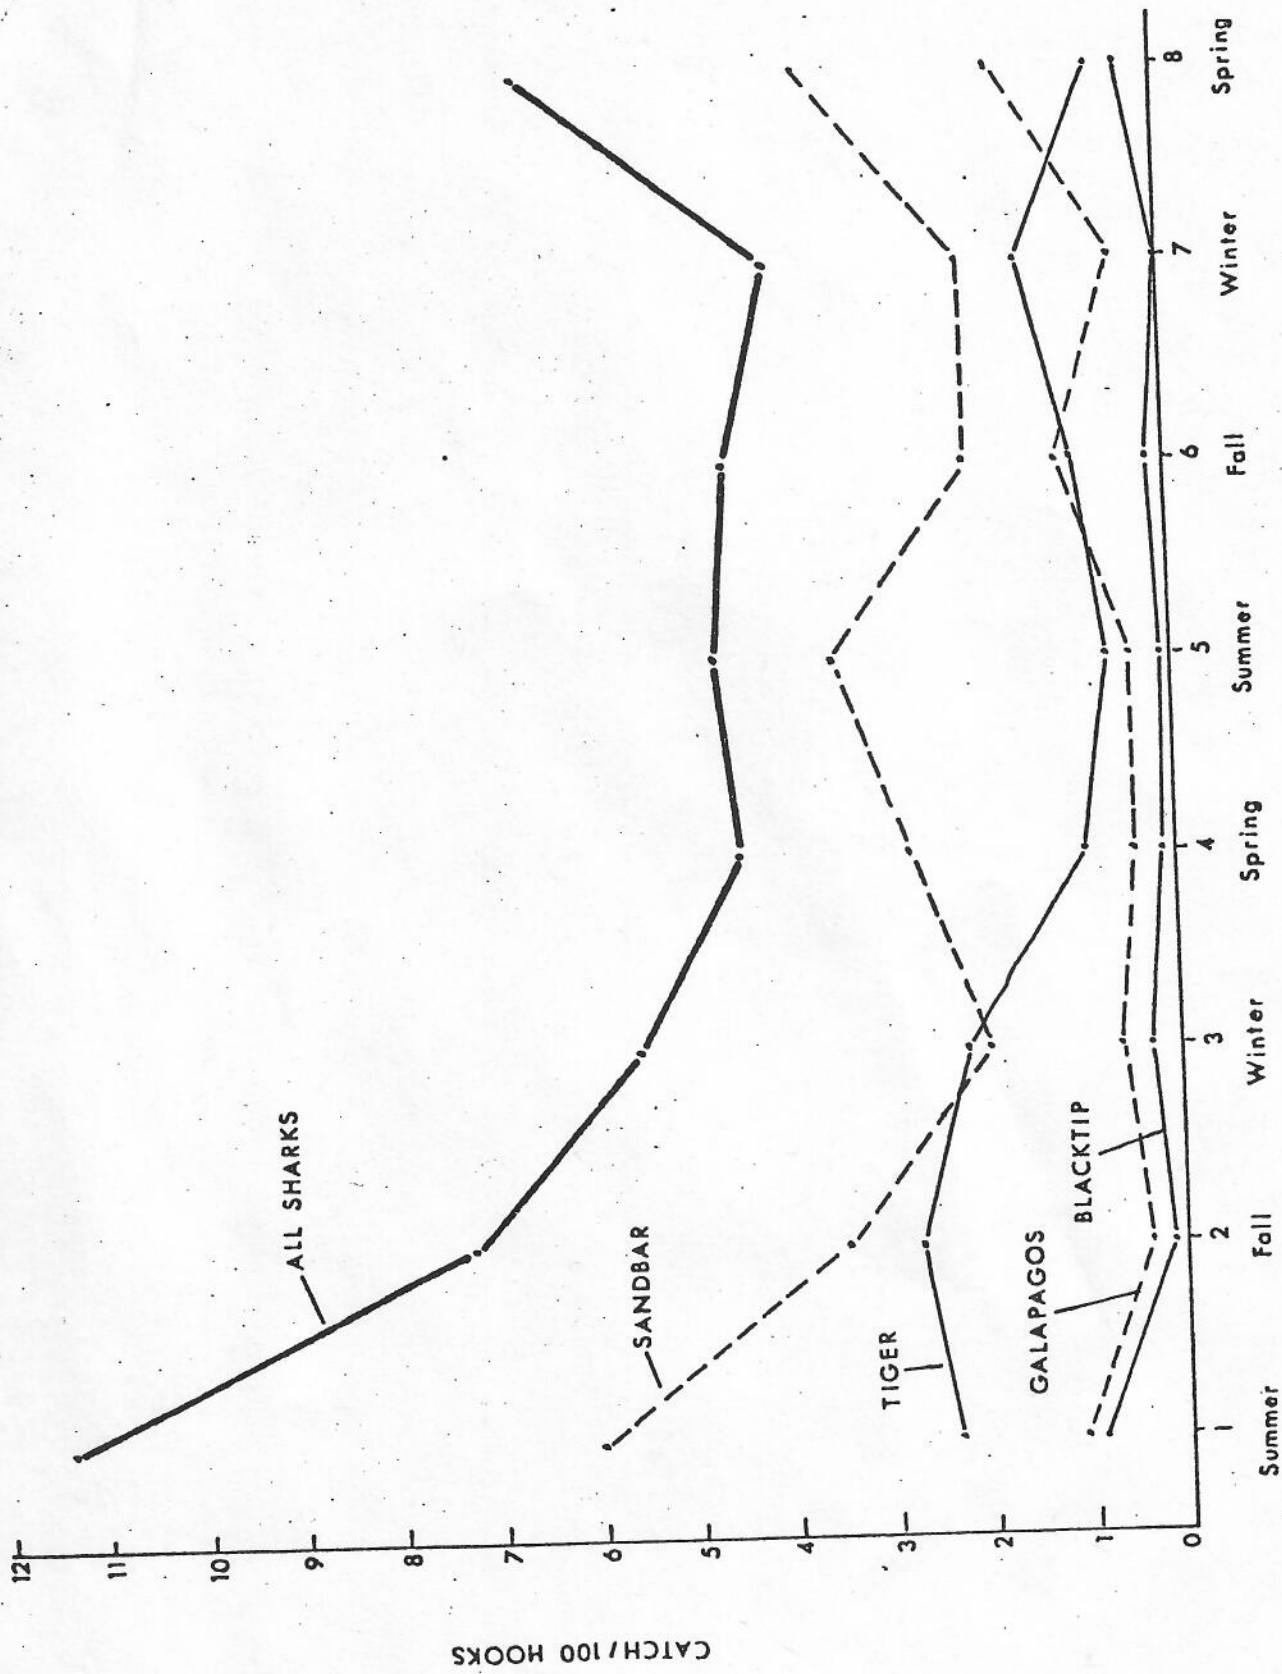 12
11
10
9
8
7
6
5
4
3
2
1
0
CATCH/100 HOOKS
ALL SHARKS
SANDBAR
TIGER
GALAPAGOS
BLACKTIP
1 2 3 4 5 6 7 8
Summer Fall Winter Spring Summer Fall Winter Spring